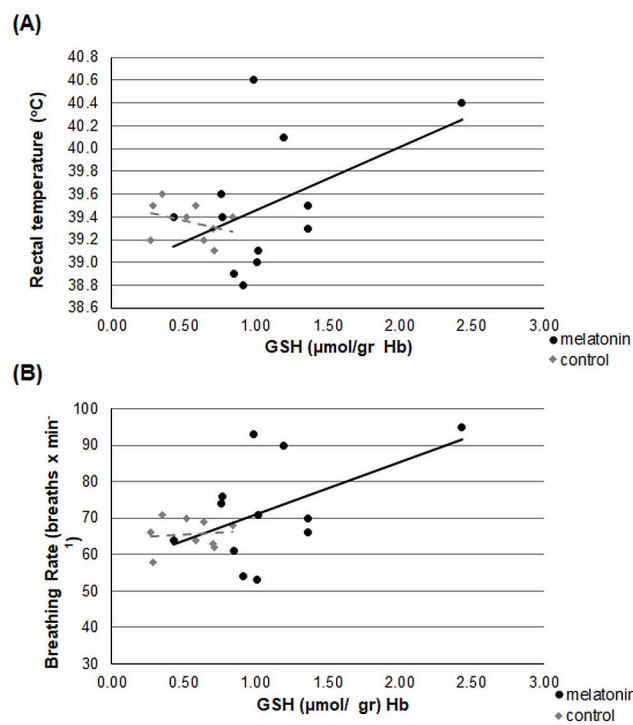 (A)
Rectal temperature (°C)
40.8
40.6
40.4
40.2
40.0
39.8
39.6
39.4
39.2
39.0
38.8
38.6
0.00 0.50 1.00 1.50 2.00 2.50 3.00
GSH (µmol/gr Hb)
melatonin
control
(B)
Breathing Rate (breaths x min-
1)
100
90
80
70
60
50
40
30
0.00 0.50 1.00 1.50 2.00 2.50 3.00
GSH (µmol/ gr) Hb
melatonin
control